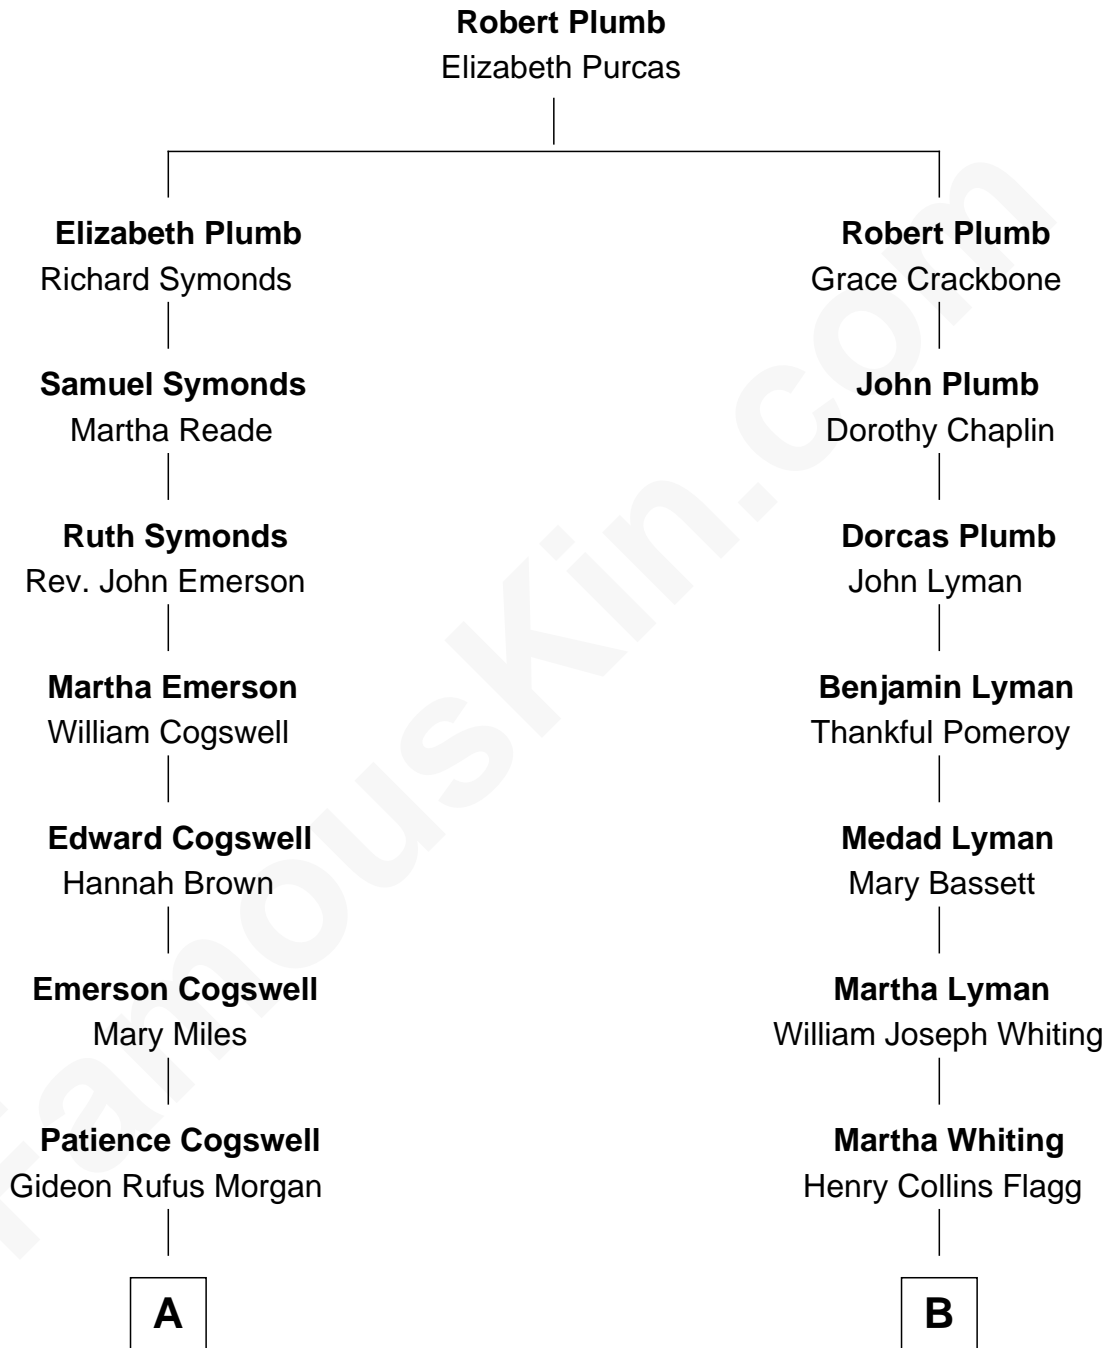 Robert Plumb
Elizabeth Purcas
Elizabeth Plumb
Richard Symonds
Robert Plumb
Grace Crackbone
Samuel Symonds
Martha Reade
John Plumb
Dorothy Chaplin
Ruth Symonds
Rev. John Emerson
Dorcas Plumb
John Lyman
Martha Emerson
William Cogswell
Benjamin Lyman
Thankful Pomeroy
Edward Cogswell
Hannah Brown
Medad Lyman
Mary Bassett
Emerson Cogswell
Mary Miles
Martha Lyman
William Joseph Whiting
Patience Cogswell
Gideon Rufus Morgan
Martha Whiting
Henry Collins Flagg
A
B
FamousKin.com